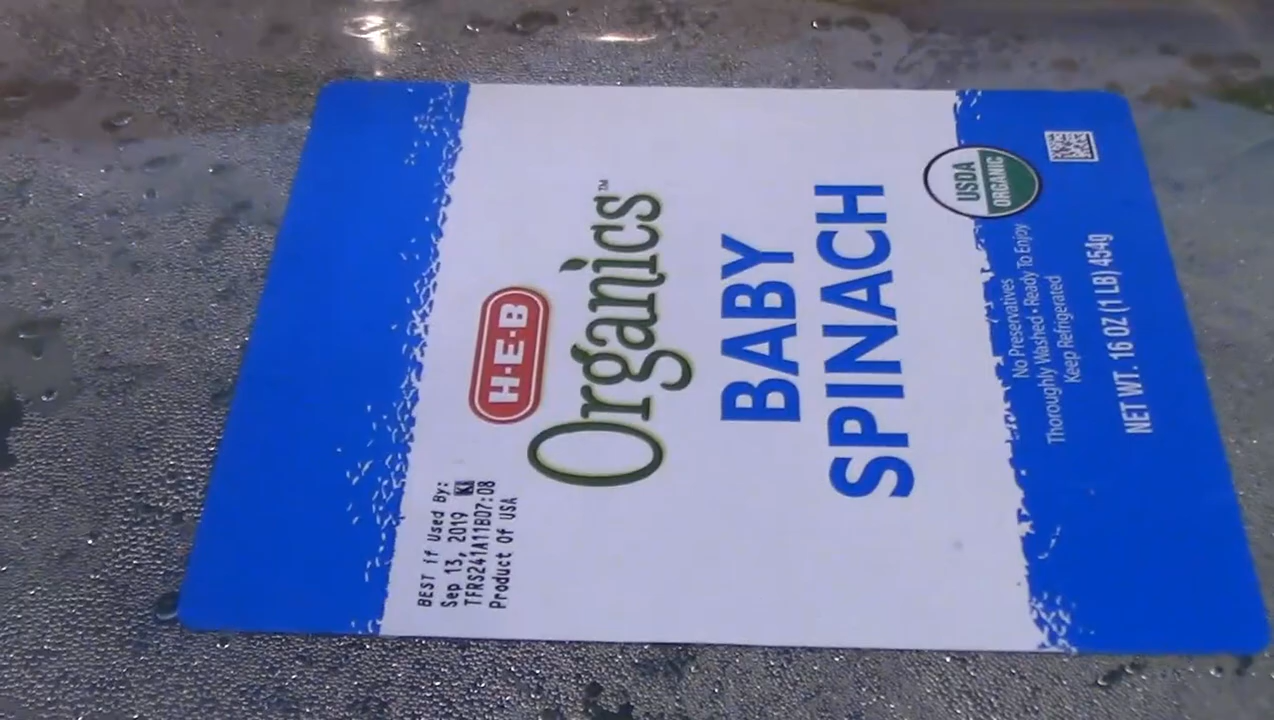 BEST if Used By:
Sep 13, 2019 KI
TFRS241A11B07:08
Product Of USA
H-E-B
Organics™
BABY
SPINACH
USDA
ORGANIC
No Preservatives
Thoroughly Washed • Ready To Enjoy
Keep Refrigerated
NET WT. 16 OZ (1 LB) 454g